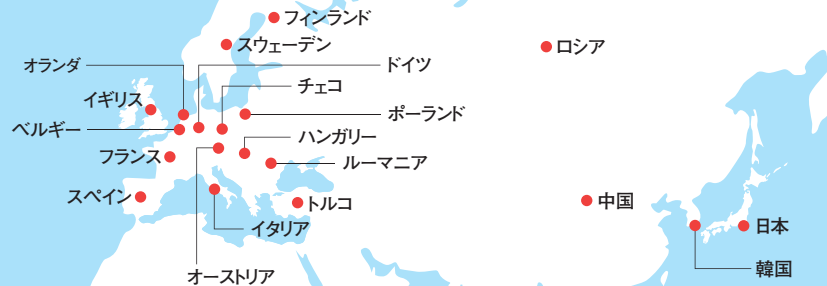 フィンランド
スウェーデン
ロシア
オランダ
ドイツ
チェコ
イギリス
ポーランド
ベルギー
ハンガリー
フランス
ルーマニア
スペイン
トルコ
中国
イタリア
日本
オーストリア
韓国